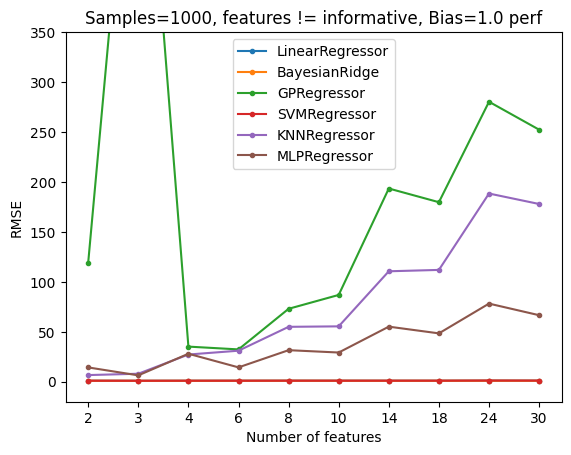 Samples=1000, features != informative, Bias=1.0 perf
350
300
250
200
150
100
50
0
RMSE
LinearRegressor
BayesianRidge
GPRegressor
SVMRegressor
KNNRegressor
MLPRegressor
2 3 4 6 8 10 14 18 24 30
Number of features